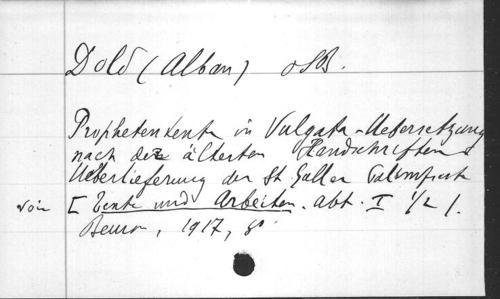 Dold (Alban) OSB.
Prophetentexte in Vulgata-Uebersetzung
nach der ältesten Handschriften
Ueberlieferung der St. Galler Palimpseste
voir [Texte und Arbeiten. abt. I 1/2].
Beuron, 1917, 8°